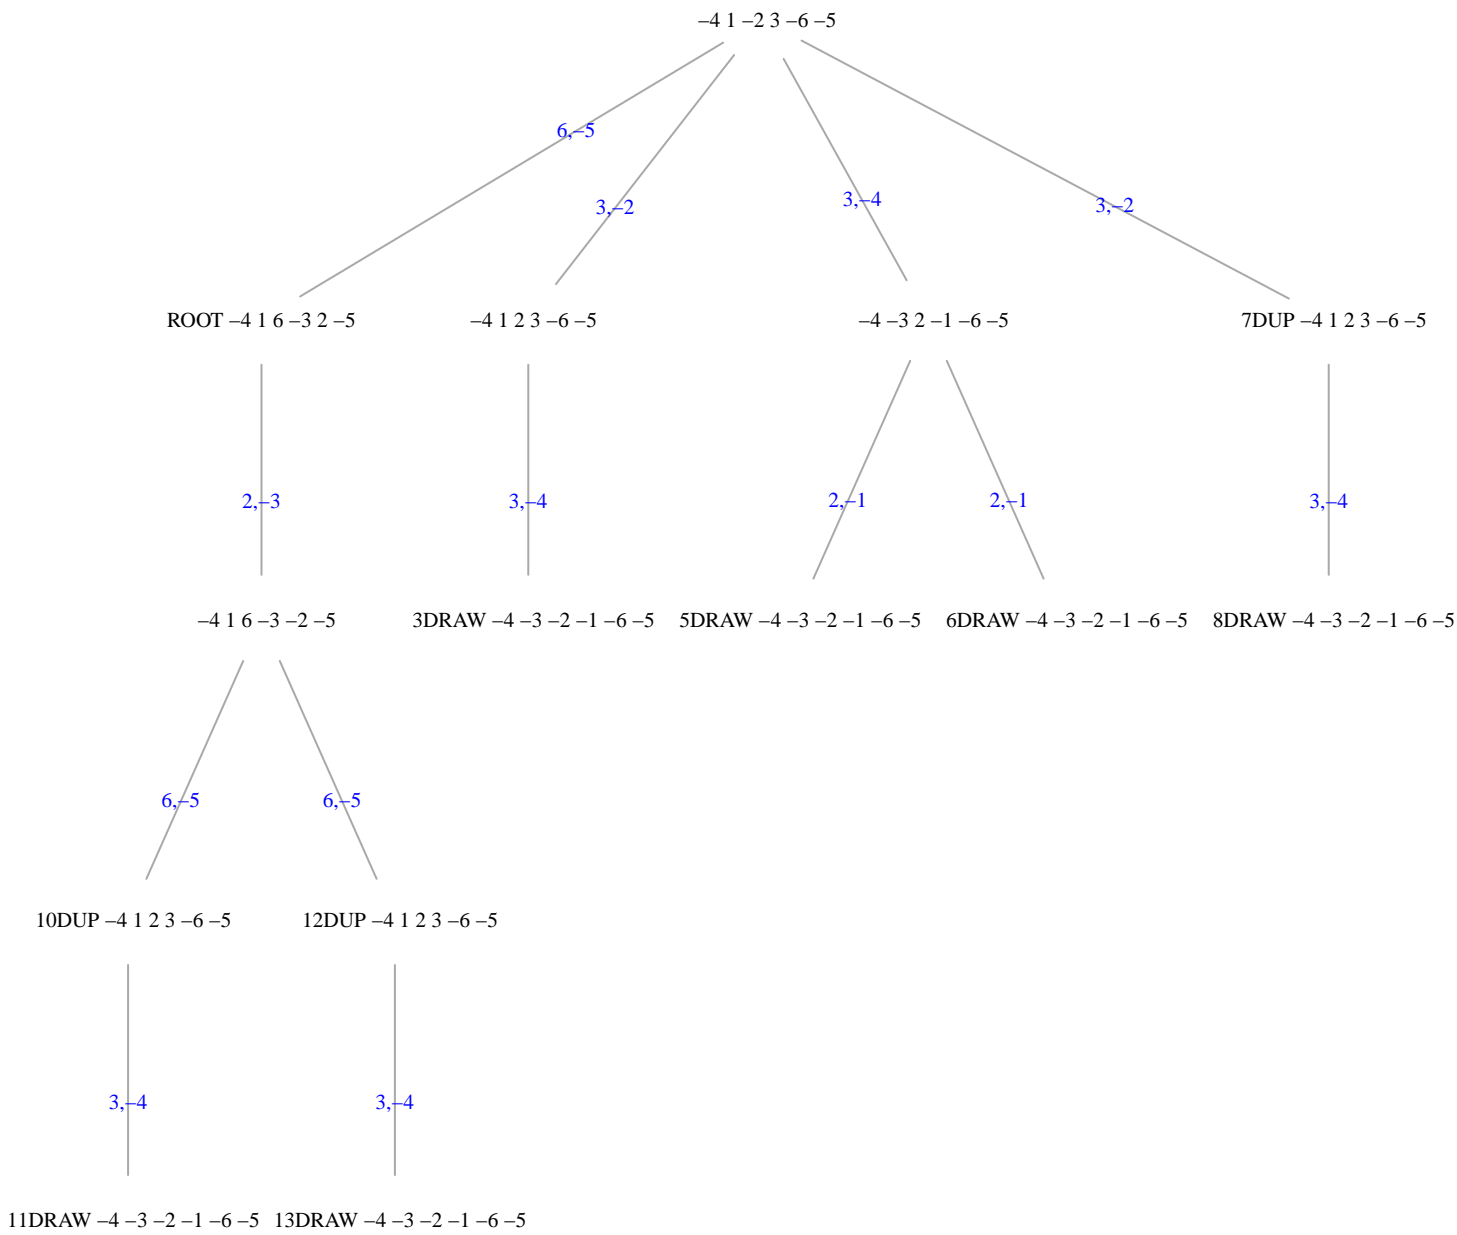 –4 1 –2 3 –6 –5
6,–5
3,–4
3,–2
3,–2
ROOT –4 1 6 –3 2 –5
–4 1 2 3 –6 –5
–4 –3 2 –1 –6 –5
7DUP –4 1 2 3 –6 –5
2,–3
3,–4
2,–1
2,–1
3,–4
–4 1 6 –3 –2 –5
3DRAW –4 –3 –2 –1 –6 –5
5DRAW –4 –3 –2 –1 –6 –5
6DRAW –4 –3 –2 –1 –6 –5
8DRAW –4 –3 –2 –1 –6 –5
6,–5
6,–5
10DUP –4 1 2 3 –6 –5
12DUP –4 1 2 3 –6 –5
3,–4
3,–4
11DRAW –4 –3 –2 –1 –6 –5
13DRAW –4 –3 –2 –1 –6 –5